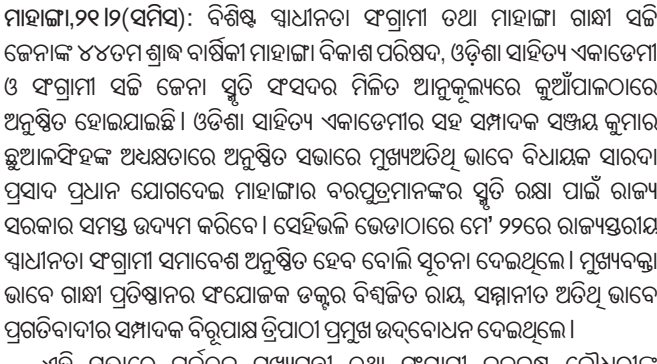 ମାହାଙ୍ଗା,୨୧।୨(ସମିସ): ବିଶିଷ୍ଟ ସ୍ୱାଧୀନତା ସଂଗ୍ରାମୀ ତଥା ମାହାଙ୍ଗା ଗାନ୍ଧୀ ସଚ୍ଚି
ଜେନାଙ୍କ ୪୪ତମ ଶ୍ରାଦ୍ଧ ବାର୍ଷିକୀ ମାହାଙ୍ଗା ବିକାଶ ପରିଷଦ, ଓଡ଼ିଶା ସାହିତ୍ୟ ଏକାଡେମୀ
ଓ ସଂଗ୍ରାମୀ ସଚ୍ଚି ଜେନା ସ୍ମୃତି ସଂସଦର ମିଳିତ ଆନୁକୂଲ୍ୟରେ କୁଆଁପାଳଠାରେ
ଅନୁଷ୍ଠିତ ହୋଇଯାଇଛି। ଓଡିଶା ସାହିତ୍ୟ ଏକାଡେମୀର ସହ ସମ୍ପାଦକ ସଞ୍ଜୟ କୁମାର
ଛୁଆଳସିଂହଙ୍କ ଅଧ୍ୟକ୍ଷତାରେ ଅନୁଷ୍ଠିତ ସଭାରେ ମୁଖ୍ୟଅତିଥି ଭାବେ ବିଧାୟକ ସାରଦା
ପ୍ରସାଦ ପ୍ରଧାନ ଯୋଗଦେଇ ମାହାଙ୍ଗାର ବରପୁତ୍ରମାନଙ୍କର ସ୍ମୃତି ରକ୍ଷା ପାଇଁ ରାଜ୍ୟ
ସରକାର ସମସ୍ତ ଉଦ୍ୟମ କରିବେ। ସେହିଭଳି ଭେଡାଠାରେ ମେ’ ୨୨ରେ ରାଜ୍ୟସ୍ତରୀୟ
ସ୍ୱାଧୀନତା ସଂଗ୍ରାମୀ ସମାବେଶ ଅନୁଷ୍ଠିତ ହେବ ବୋଲି ସୂଚନା ଦେଇଥିଲେ। ମୁଖ୍ୟବକ୍ତା
ଭାବେ ଗାନ୍ଧୀ ପ୍ରତିଷ୍ଠାନର ସଂଯୋଜକ ଡକ୍ଟର ବିଶ୍ୱଜିତ ରାୟ, ସମ୍ମାନୀତ ଅତିଥି ଭାବେ
ପ୍ରଗତିବାଦୀର ସମ୍ପାଦକ ବିରୂପାକ୍ଷ ତ୍ରିପାଠୀ ପ୍ରମୁଖ ଉଦ୍‌ବୋଧନ ଦେଇଥିଲେ।